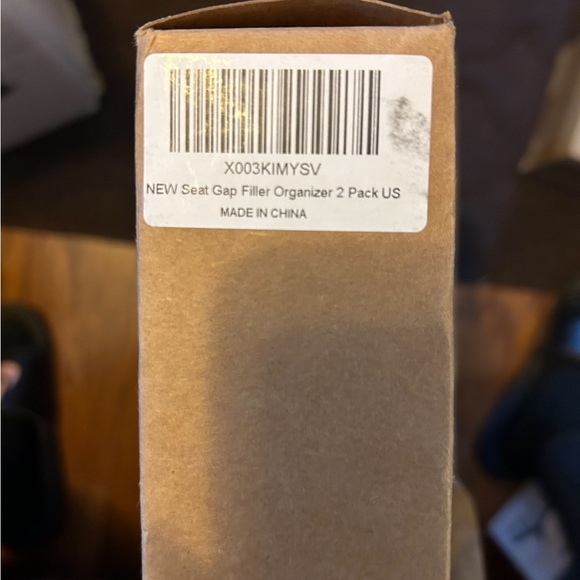 X003KIMYSV
NEW Seat Gap Filler Organizer 2 Pack US
MADE IN CHINA